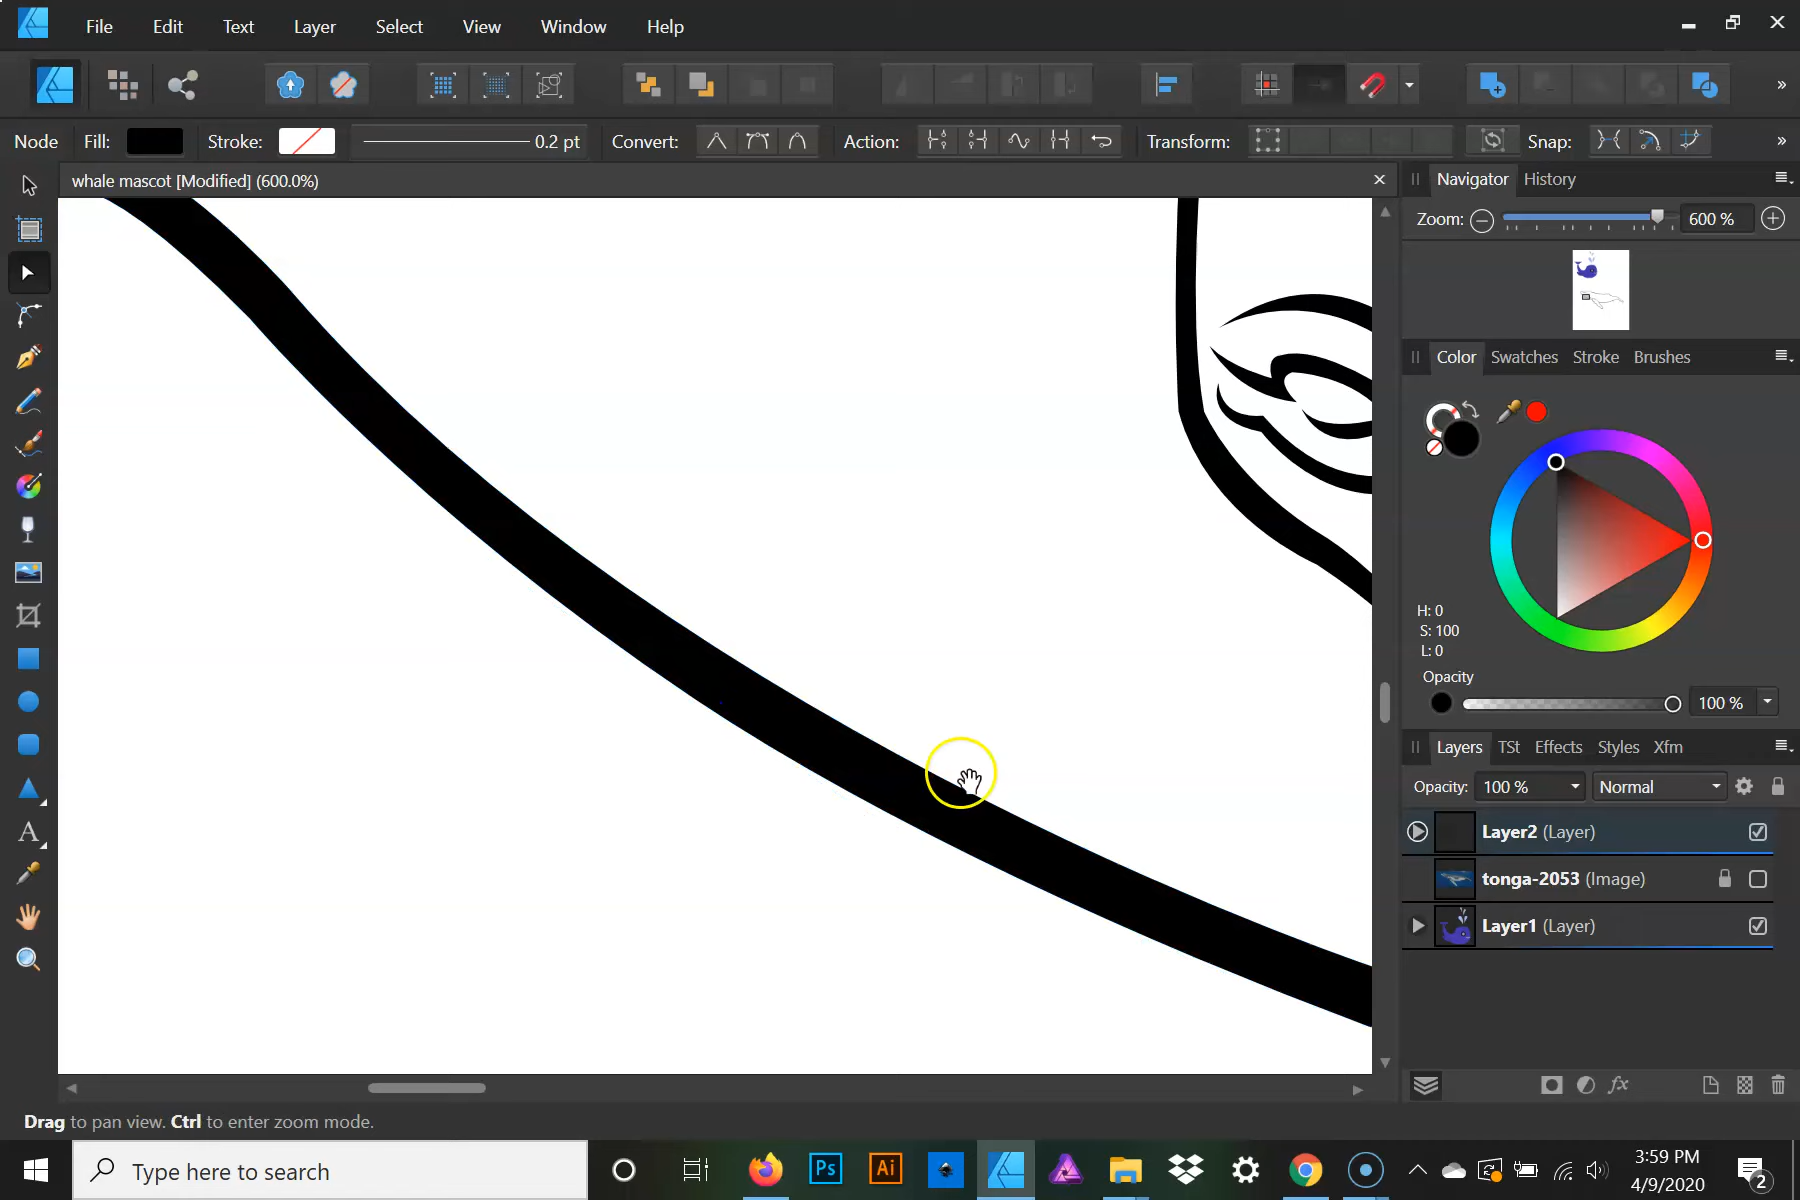 File Edit Text Layer Select View Window Help
Node Fill: Stroke: 0.2 pt Convert: Action: Transform: Snap:
whale mascot [Modified] (600.0%)
Navigator History
Zoom: 600 %
Color Swatches Stroke Brushes
H: 0
S: 100
L: 0
Opacity
100 %
Layers TSt Effects Styles Xfm
Opacity: 100 % Normal
Layer2 (Layer)
tonga-2053 (Image)
Layer1 (Layer)
A
fx
Drag to pan view. Ctrl to enter zoom mode.
Type here to search
Ps
Ai
3:59 PM
4/9/2020
2